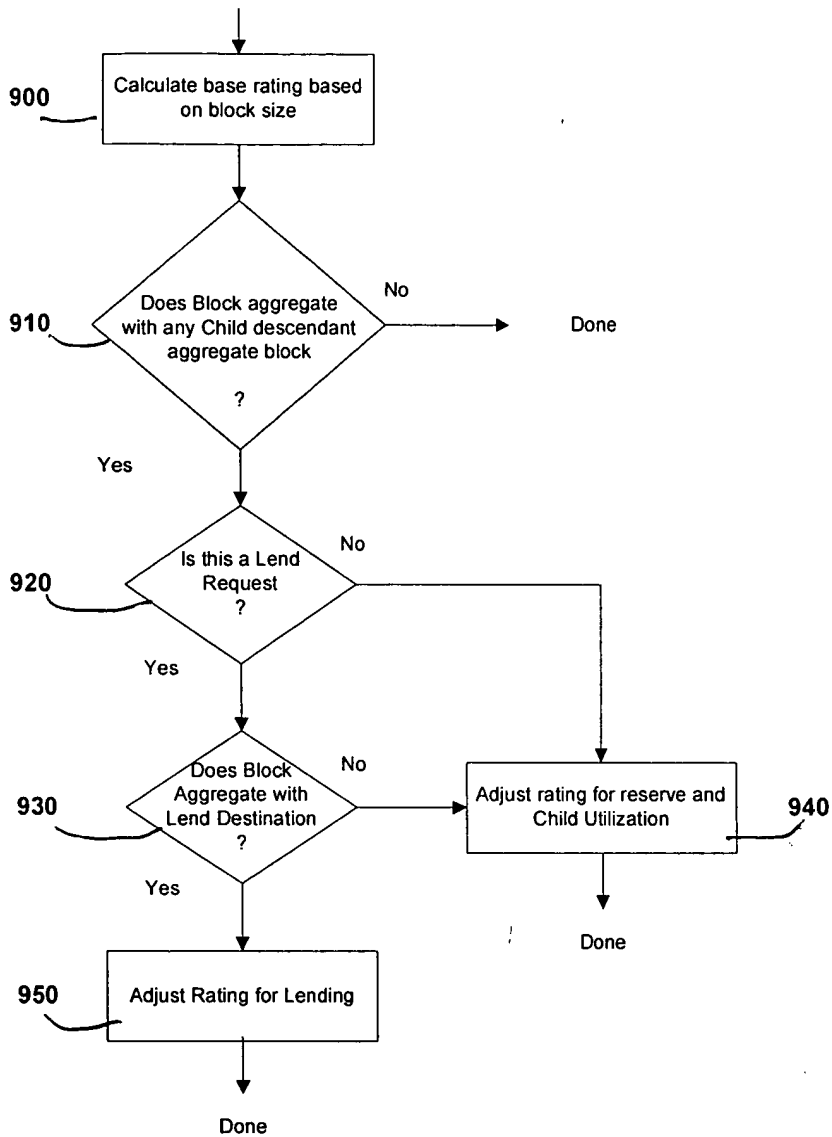 900
Calculate base rating based
on block size
No
910
Does Block aggregate
with any Child descendant
aggregate block
?
Done
Yes
No
920
Is this a Lend
Request
?
Yes
No
930
Does Block
Aggregate with
Lend Destination
?
Adjust rating for reserve and
Child Utilization
940
Yes
Done
950
Adjust Rating for Lending
Done